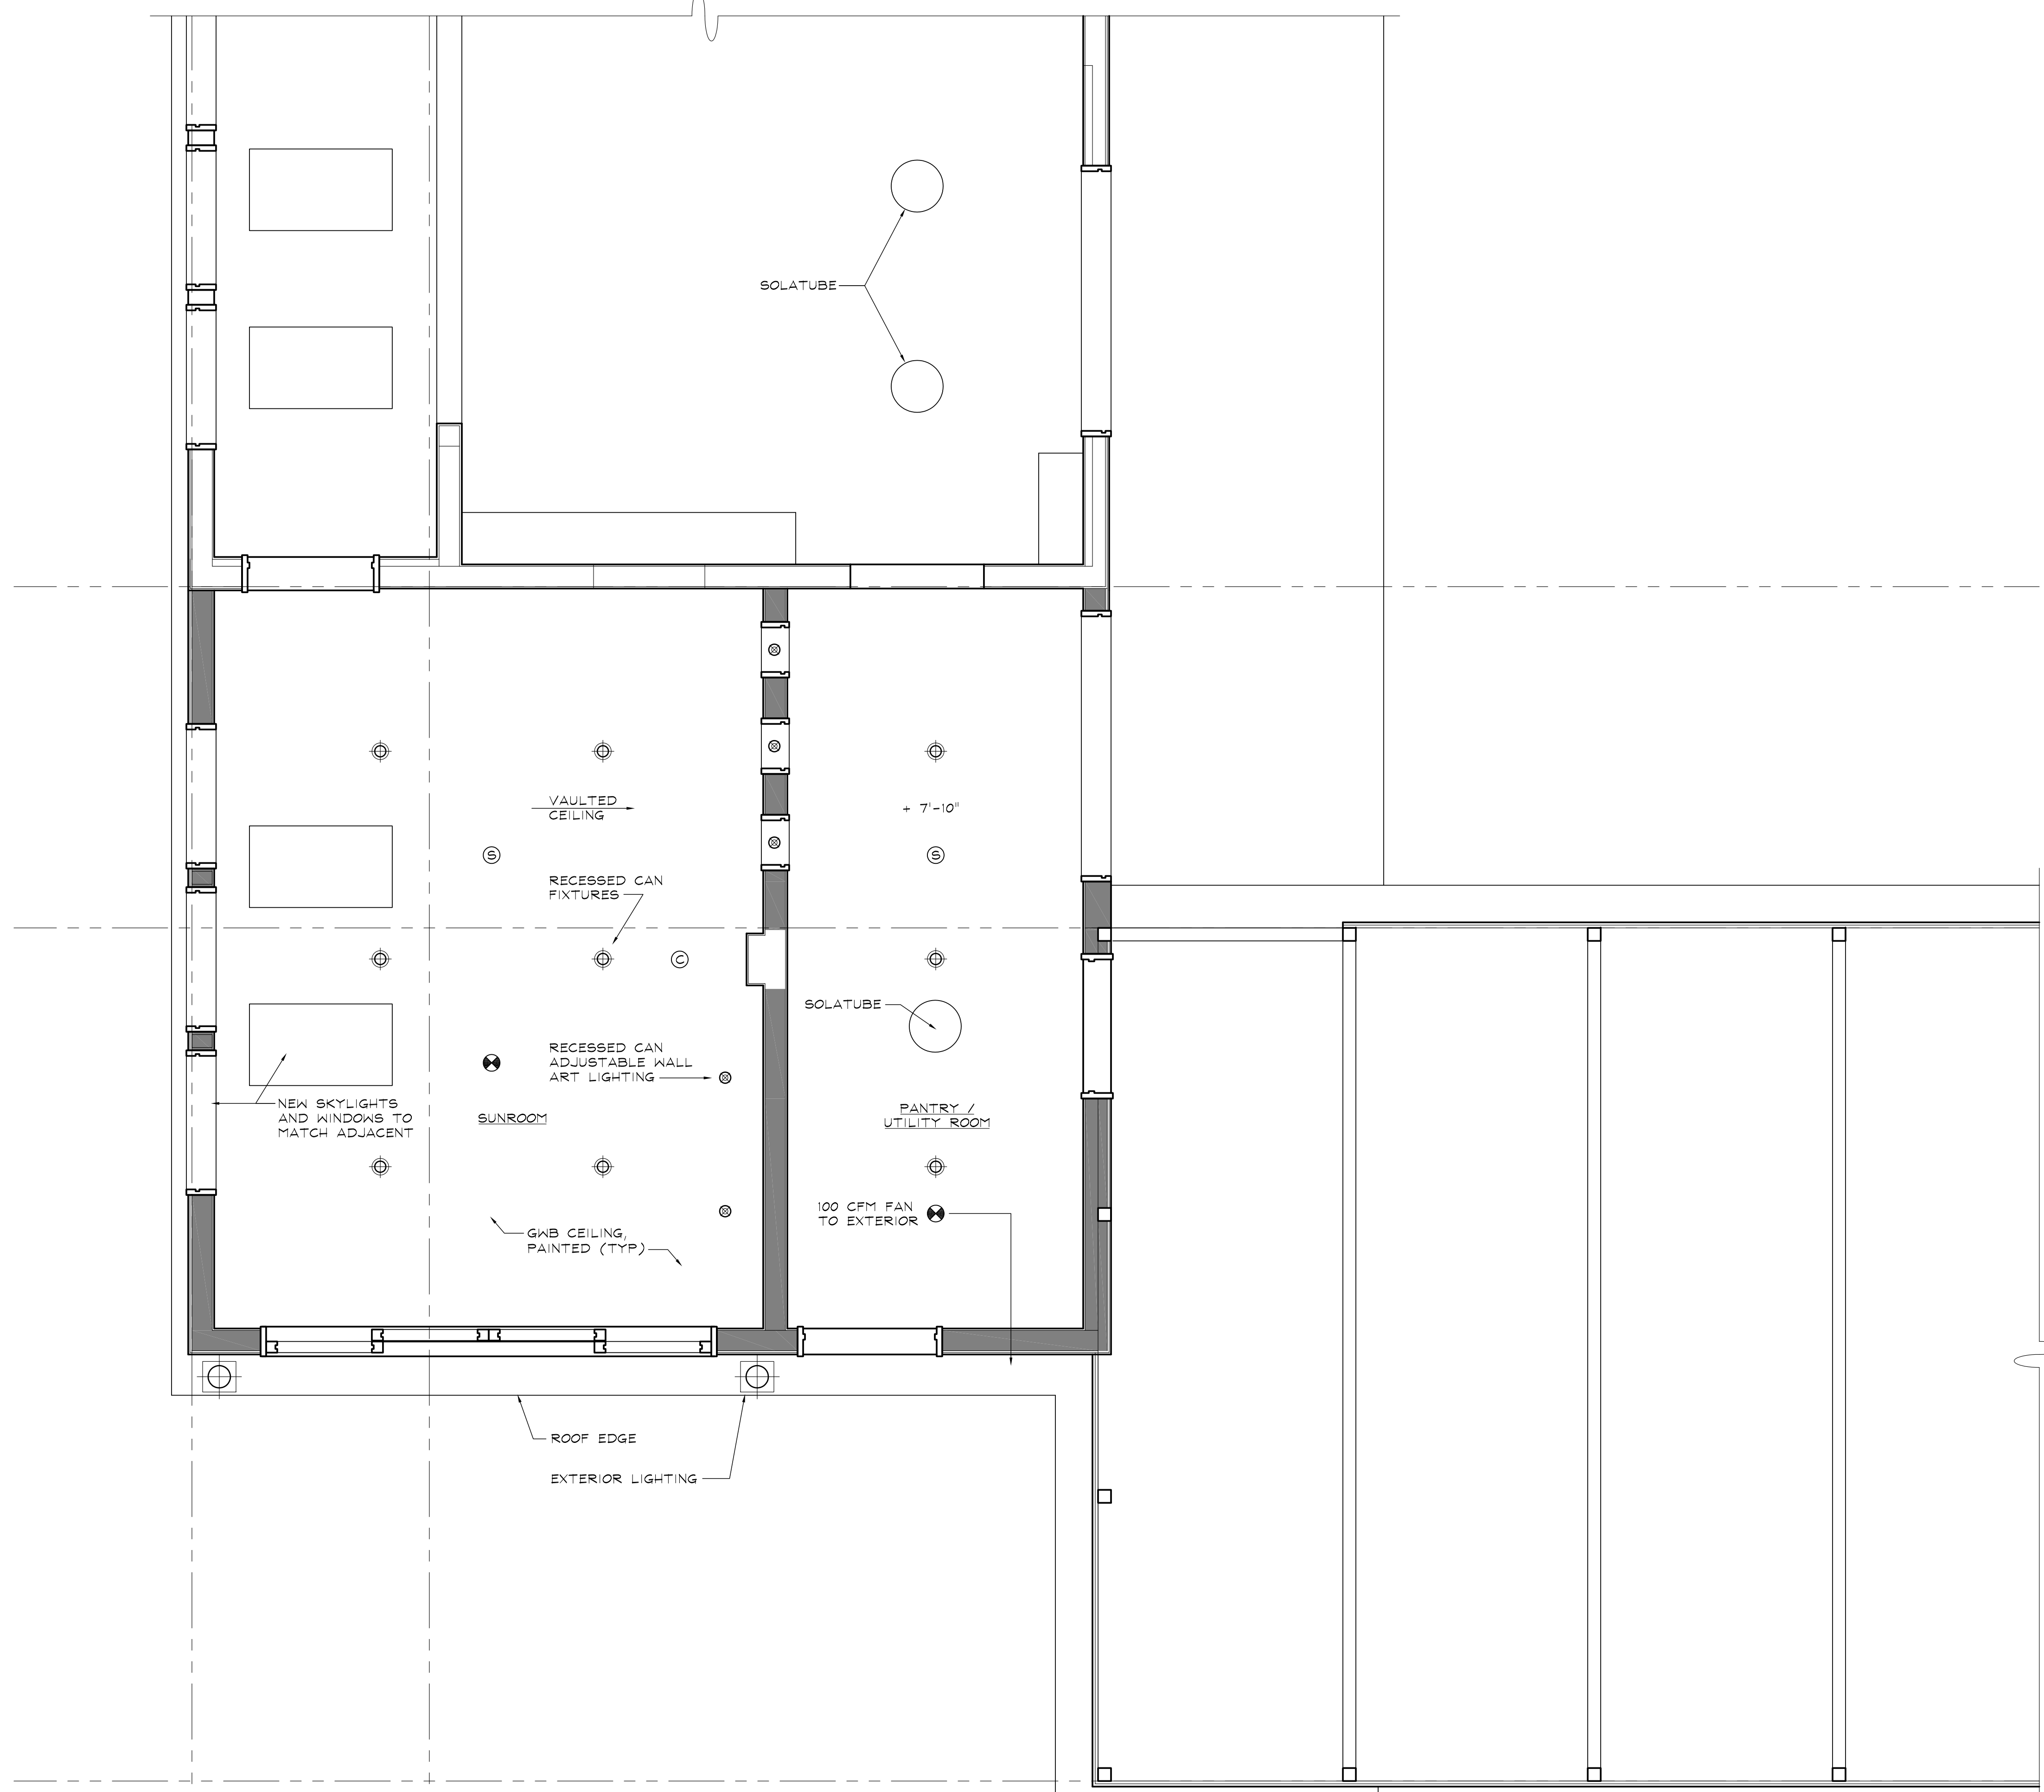 SOLATUBE
VAULTED
CEILING
+ 7'-10"
S
S
RECESSED CAN
FIXTURES
C
SOLATUBE
RECESSED CAN
ADJUSTABLE WALL
ART LIGHTING
NEW SKYLIGHTS
AND WINDOWS TO
MATCH ADJACENT
SUNROOM
PANTRY /
UTILITY ROOM
100 CFM FAN
TO EXTERIOR
GWB CEILING,
PAINTED (TYP)
ROOF EDGE
EXTERIOR LIGHTING